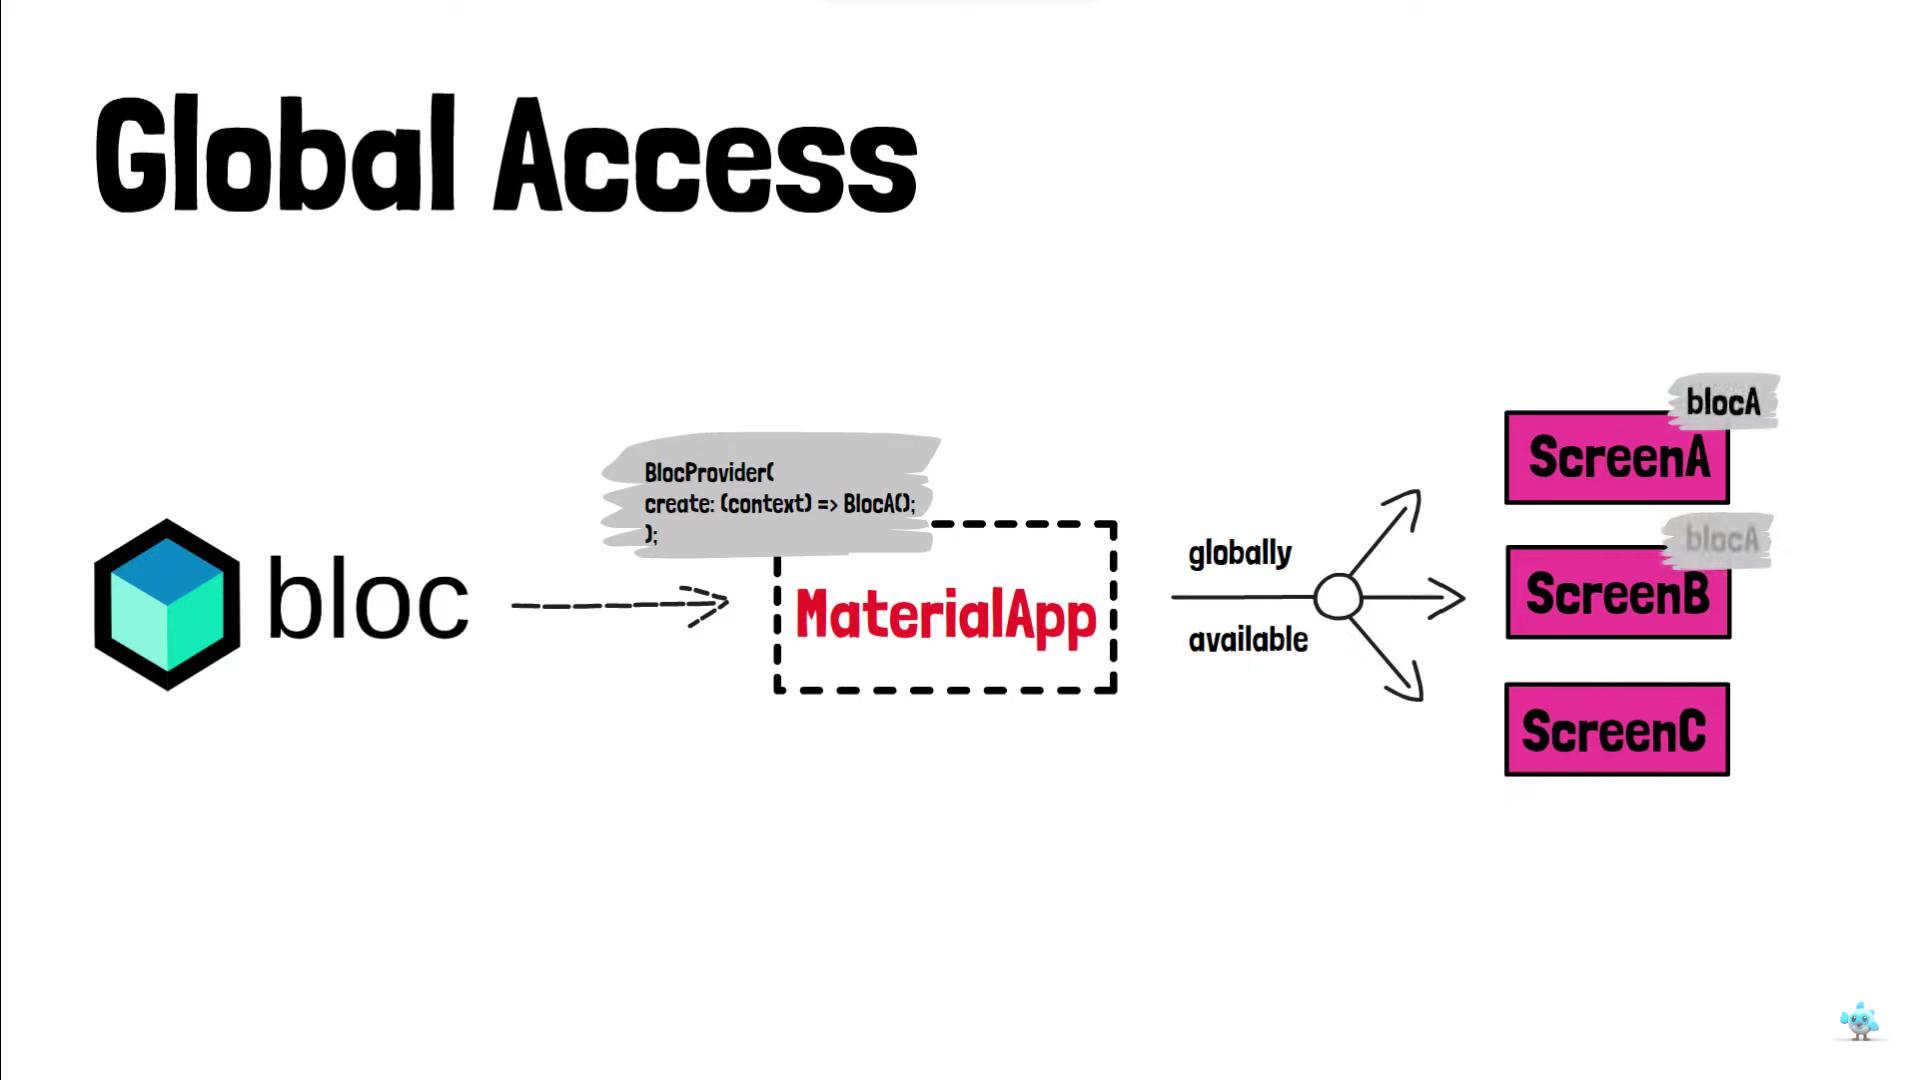 Global Access
bloc
BlocProvider(
create: (context) => BlocA();
);
MaterialApp
globally
available
blocA
ScreenA
blocA
ScreenB
ScreenC